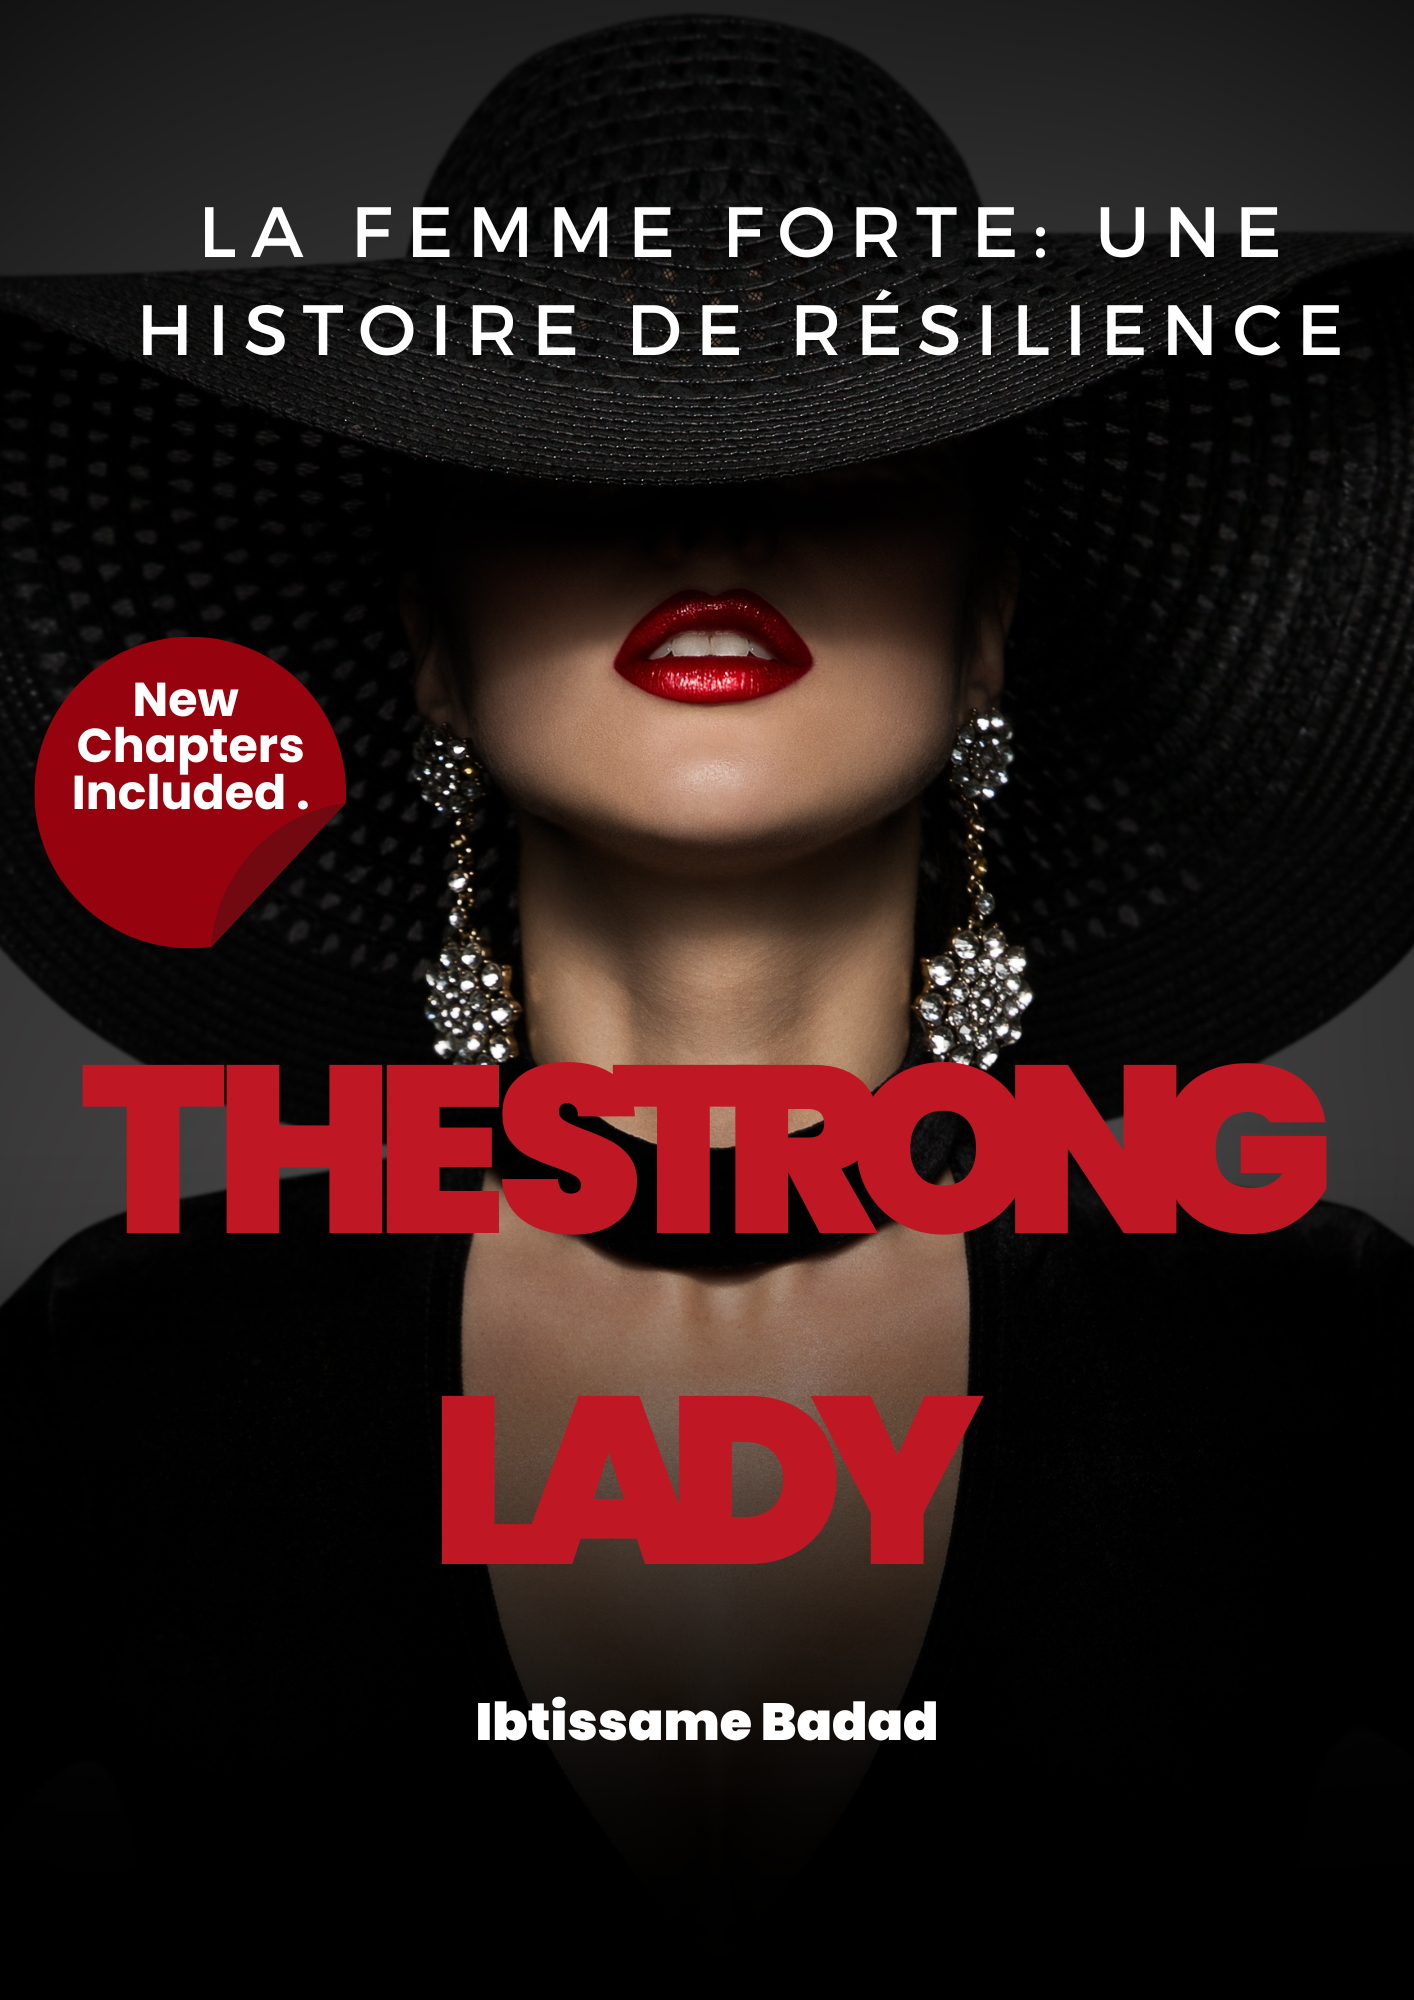 LA FEMME FORTE: UNE
HISTOIRE DE RÉSILIENCE
New
Chapters
Included .
THESTRONG
LADY
Ibtissame Badad